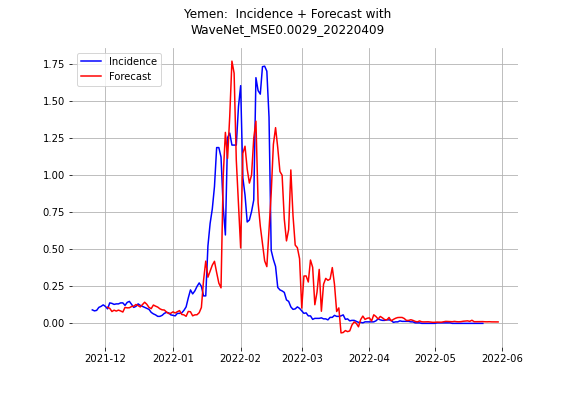 Yemen:  Incidence + Forecast with
WaveNet_MSE0.0029_20220409
Incidence
Forecast
1.75
1.50
1.25
1.00
0.75
0.50
0.25
0.00
2021-12 2022-01 2022-02 2022-03 2022-04 2022-05 2022-06